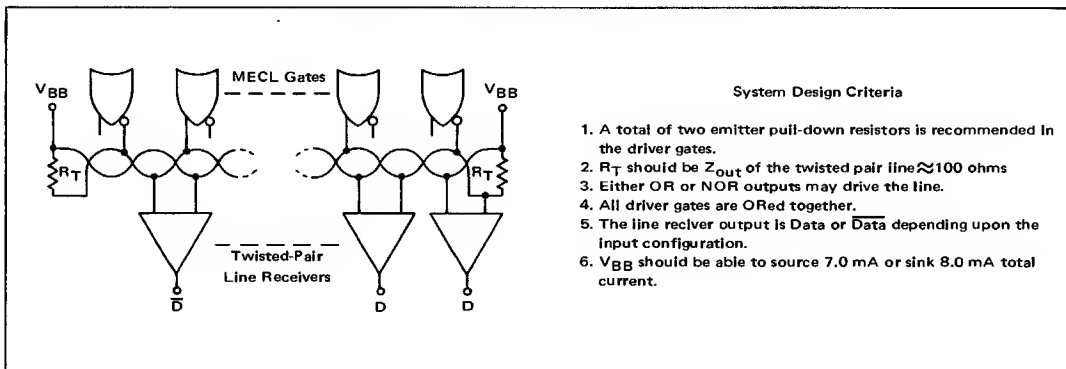 MECL Gates
VBB
VBB
RT
RT
Twisted-Pair
Line Receivers
D̅
D
D
System Design Criteria
1. A total of two emitter pull-down resistors is recommended in
the driver gates.
2. RT should be Zout of the twisted pair line≈100 ohms
3. Either OR or NOR outputs may drive the line.
4. All driver gates are ORed together.
5. The line reciver output is Data or D̅a̅t̅a̅ depending upon the
input configuration.
6. VBB should be able to source 7.0 mA or sink 8.0 mA total
current.